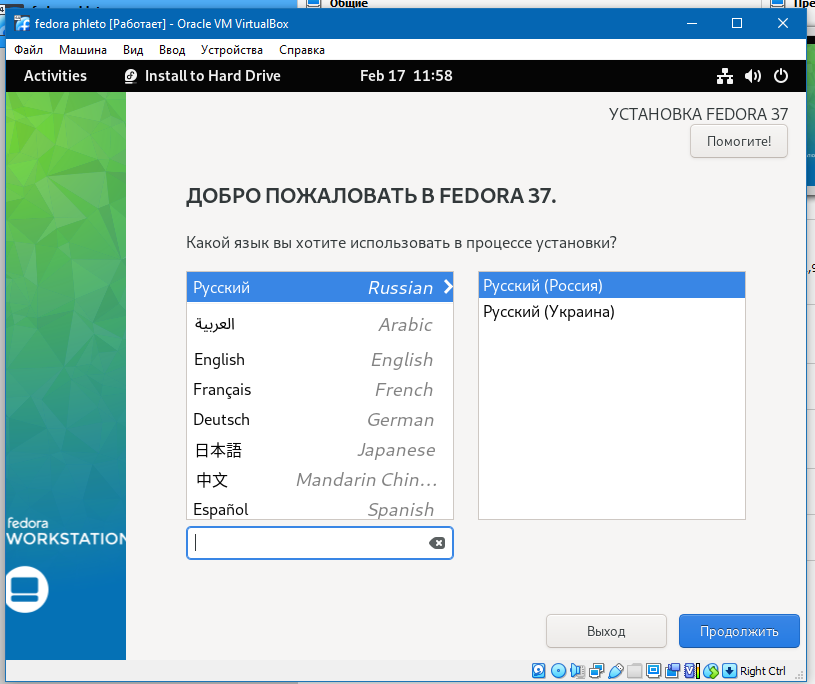 Общие
fedora phleto [Работает] - Oracle VM VirtualBox
Файл Машина Вид Ввод Устройства Справка
Activities Install to Hard Drive Feb 17 11:58
УСТАНОВКА FEDORA 37
Помогите!
ДОБРО ПОЖАЛОВАТЬ В FEDORA 37.
Какой язык вы хотите использовать в процессе установки?
Русский Russian
العربية Arabic
English English
Français French
Deutsch German
日本語 Japanese
中文 Mandarin Chin…
Español Spanish
Русский (Россия)
Русский (Украина)
fedora
WORKSTATION
Выход Продолжить
Right Ctrl